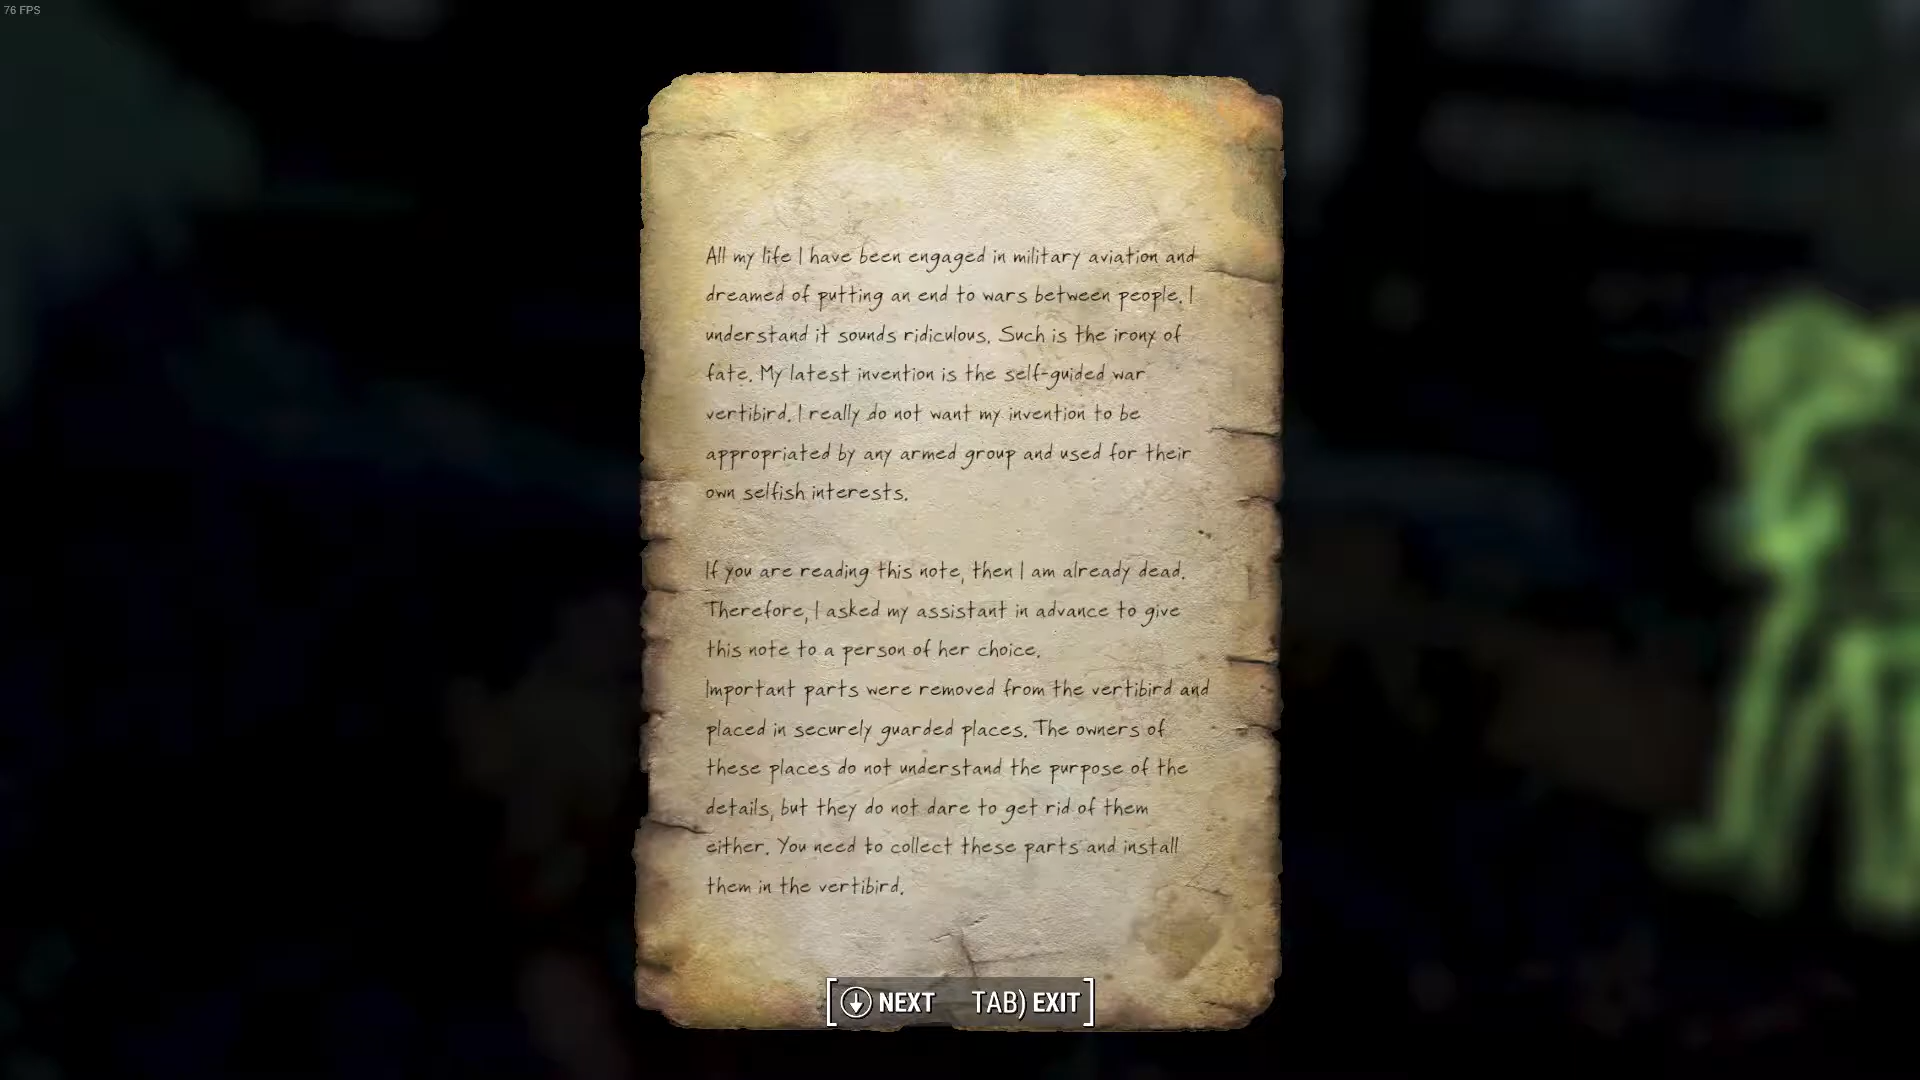 76 FPS
All my life I have been engaged in military aviation and
dreamed of putting an end to wars between people. I
understand it sounds ridiculous. Such is the irony of
fate. My latest invention is the self-guided war
vertibird. I really do not want my invention to be
appropriated by any armed group and used for their
own selfish interests.
If you are reading this note, then I am already dead.
Therefore, I asked my assistant in advance to give
this note to a person of her choice.
Important parts were removed from the vertibird and
placed in securely guarded places. The owners of
these places do not understand the purpose of the
details, but they do not dare to get rid of them
either. You need to collect these parts and install
them in the vertibird.
NEXT TAB) EXIT